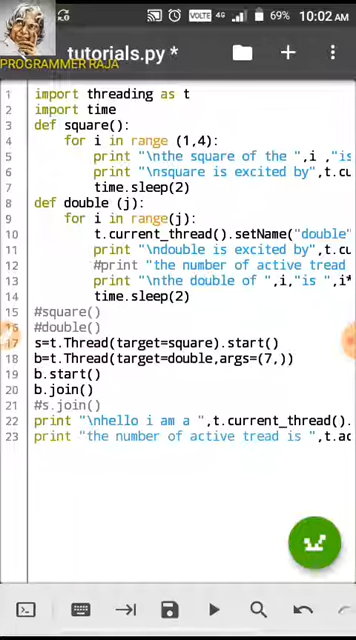 VOLTE 4G 69% 10:02 AM
tutorials.py *
PROGRAMMER RAJA
1 import threading as t
2 import time
3 def square():
4 for i in range (1,4):
5 print "\nthe square of the ",i ,"is
6 print "\nsquare is excited by",t.cu
7 time.sleep(2)
8 def double (j):
9 for i in range(j):
10 t.current_thread().setName("double"
11 print "\ndouble is excited by",t.cu
12 #print "the number of active tread
13 print "\nthe double of ",i,"is ",i*
14 time.sleep(2)
15 #square()
16 #double()
17 s=t.Thread(target=square).start()
18 b=t.Thread(target=double,args=(7,))
19 b.start()
20 b.join()
21 #s.join()
22 print "\nhello i am a ",t.current_thread().
23 print "the number of active tread is ",t.ac